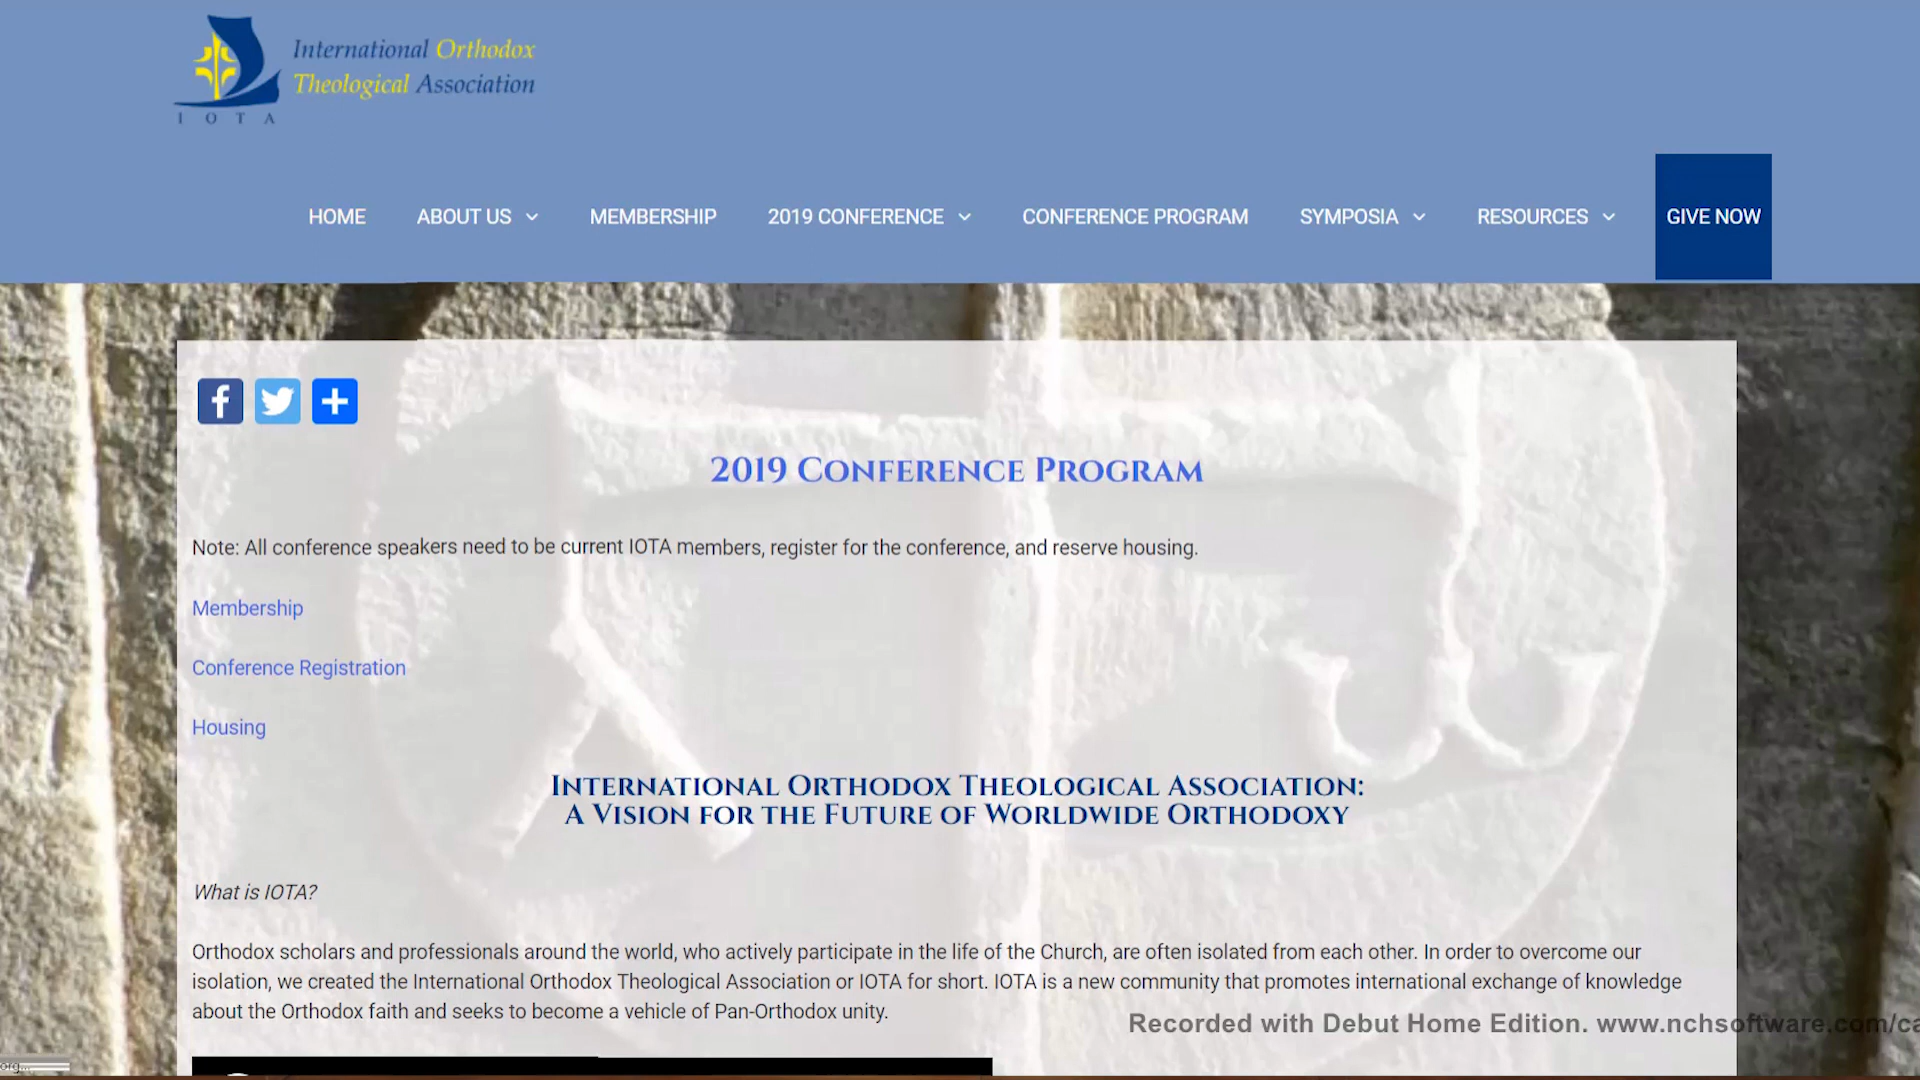 International Orthodox
Theological Association
I O T A
HOME
ABOUT US
MEMBERSHIP
2019 CONFERENCE
CONFERENCE PROGRAM
SYMPOSIA
RESOURCES
GIVE NOW
2019 Conference Program
Note: All conference speakers need to be current IOTA members, register for the conference, and reserve housing.
Membership
Conference Registration
Housing
International Orthodox Theological Association:
A Vision for the Future of Worldwide Orthodoxy
What is IOTA?
Orthodox scholars and professionals around the world, who actively participate in the life of the Church, are often isolated from each other. In order to overcome our
isolation, we created the International Orthodox Theological Association or IOTA for short. IOTA is a new community that promotes international exchange of knowledge
about the Orthodox faith and seeks to become a vehicle of Pan-Orthodox unity.
Recorded with Debut Home Edition. www.nchsoftware.com/ca